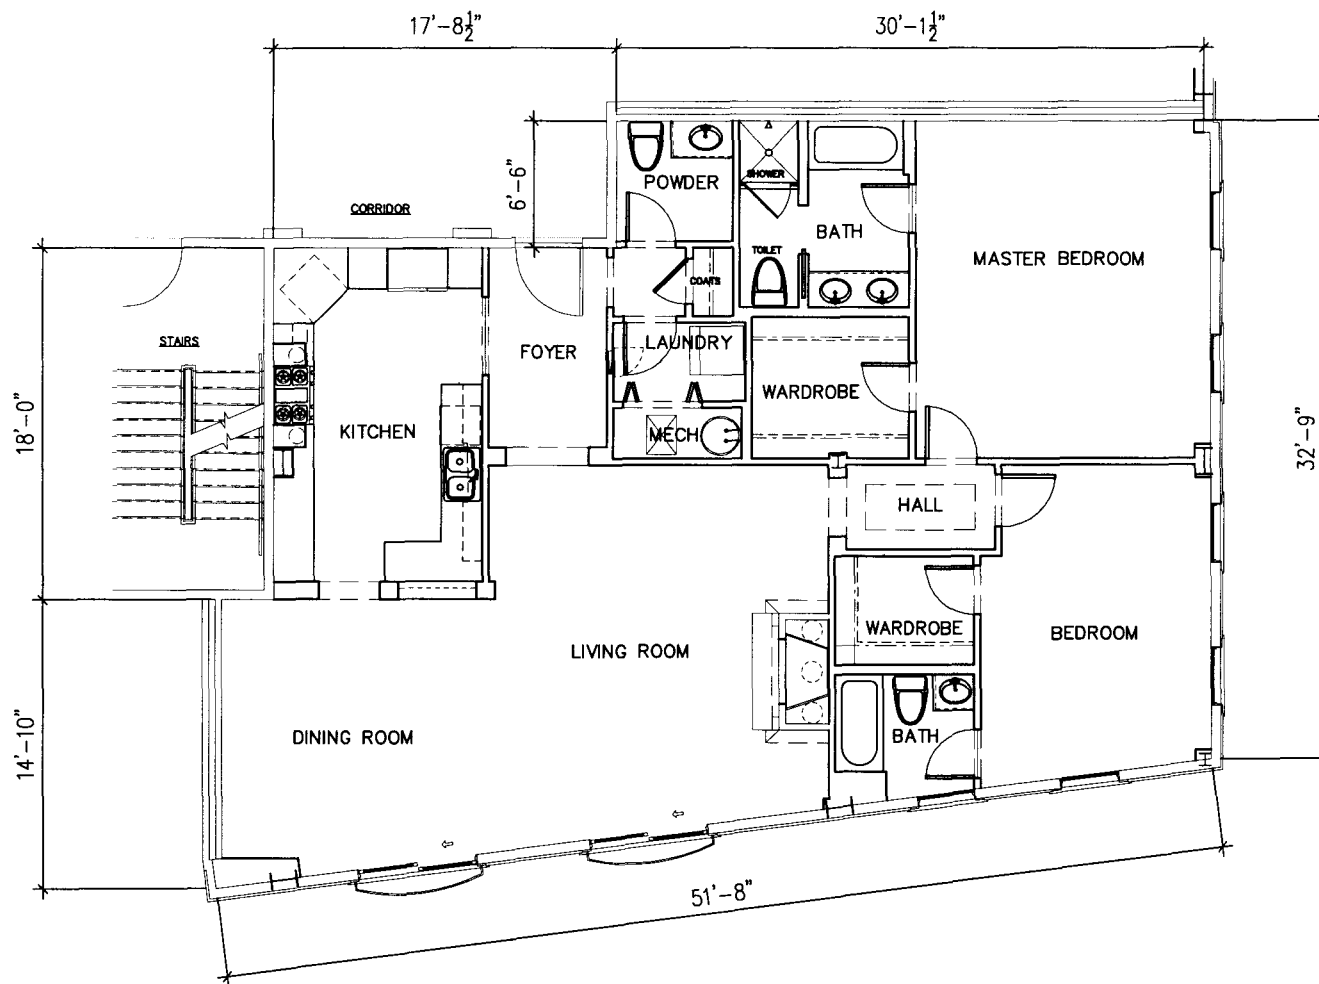 17'-8½"
30'-1½"
6'-6"
POWDER
SHOWER
CORRIDOR
BATH
TOILET
MASTER BEDROOM
COATS
STAIRS
FOYER
LAUNDRY
WARDROBE
18'-0"
KITCHEN
MECH
32'-9"
HALL
WARDROBE
BEDROOM
LIVING ROOM
DINING ROOM
BATH
14'-10"
51'-8"